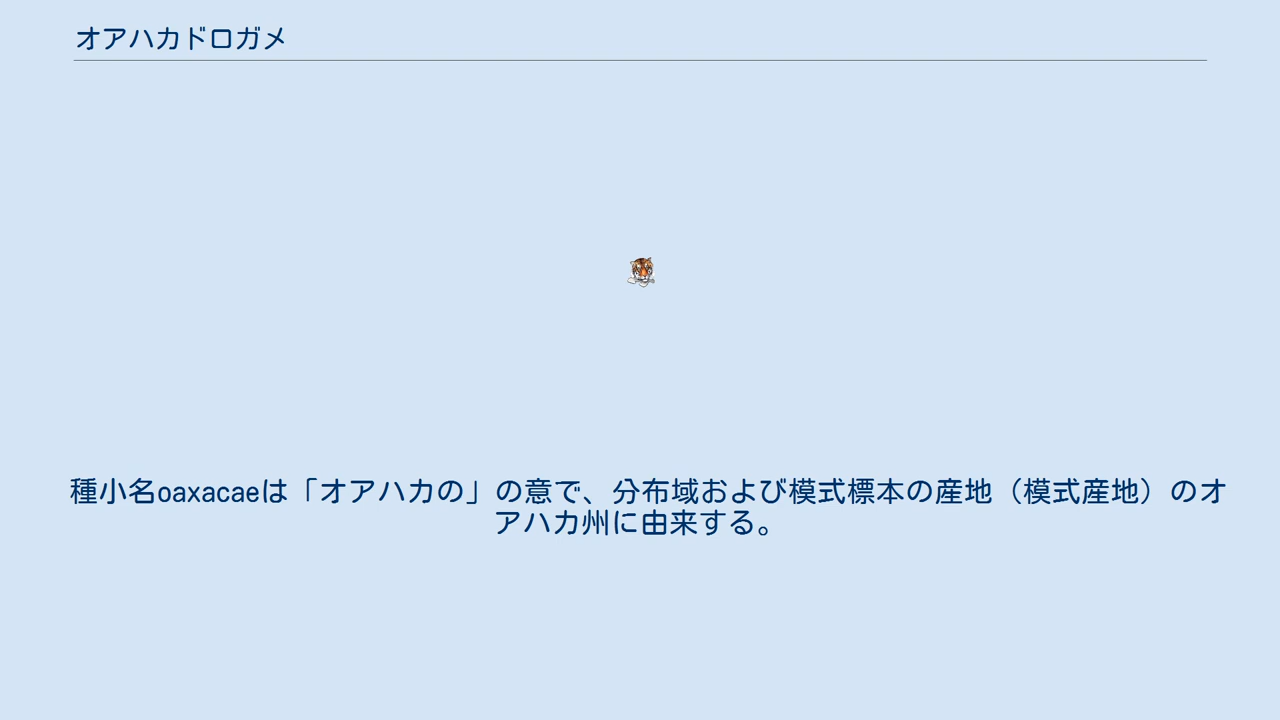 オアハカドロガメ
種小名oaxacaeは「オアハカの」の意で、分布域および模式標本の産地（模式産地）のオ
アハカ州に由来する。